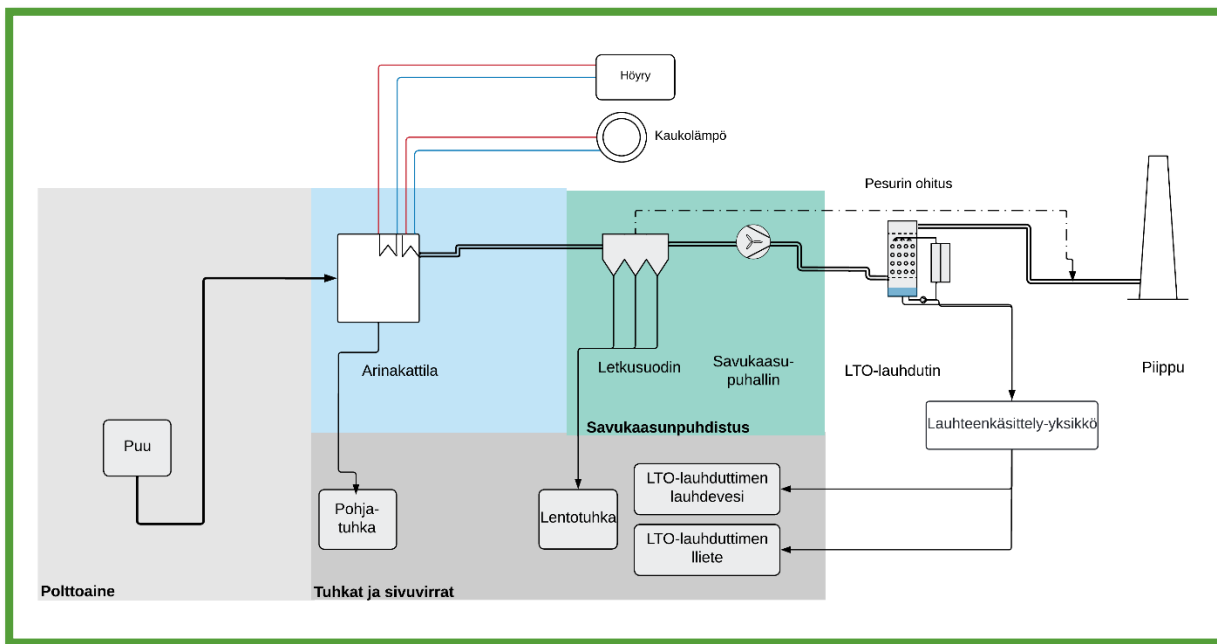 Höyry
Kaukolämpö
Pesurin ohitus
Arinakattila
Letkusuodin
Savukaasu-
puhallin
LTO-lauhdutin
Piippu
Savukaasunpuhdistus
Lauhteenkäsittely-yksikkö
Puu
Pohja-
tuhka
Lentotuhka
LTO-lauhduttimen
lauhdevesi
LTO-lauhduttimen
lliete
Polttoaine
Tuhkat ja sivuvirrat